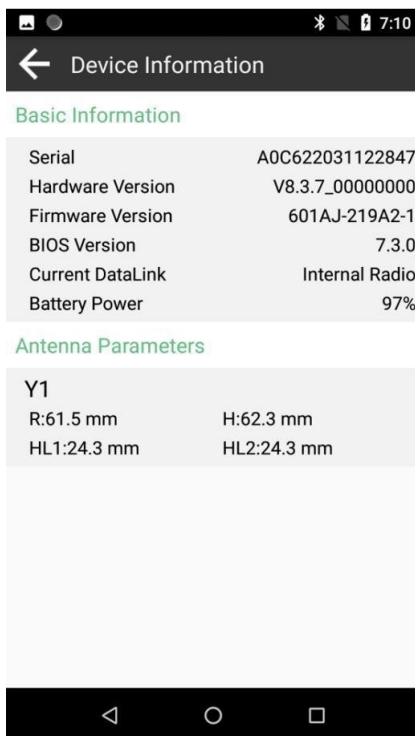 7:10
Device Information
Basic Information
Serial A0C622031122847
Hardware Version V8.3.7_00000000
Firmware Version 601AJ-219A2-1
BIOS Version 7.3.0
Current DataLink Internal Radio
Battery Power 97%
Antenna Parameters
Y1
R:61.5 mm H:62.3 mm
HL1:24.3 mm HL2:24.3 mm